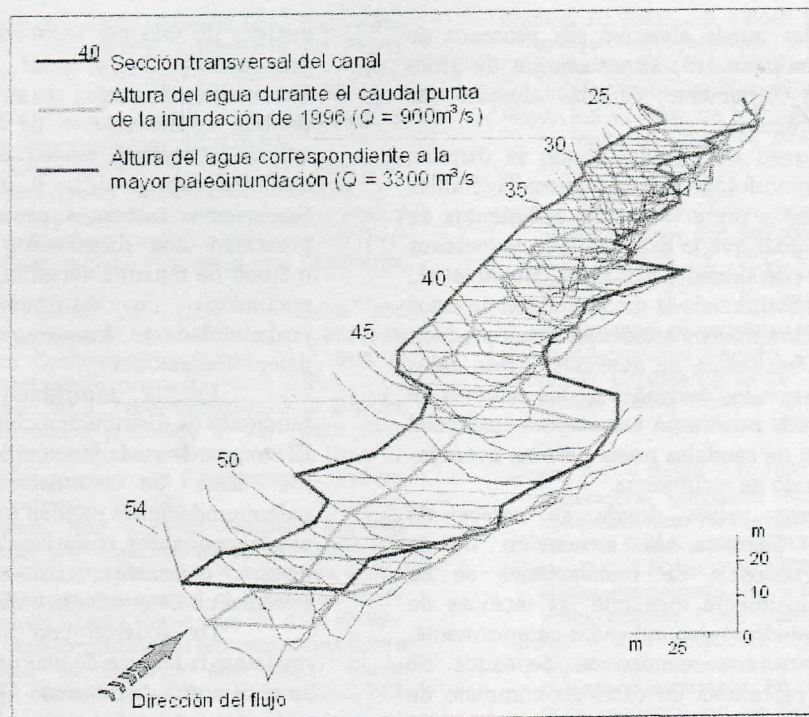 40 Sección transversal del canal
Altura del agua durante el caudal punta
de la inundación de 1996 (Q = 900m³/s)
Altura del agua correspondiente a la
mayor paleoinundación (Q = 3300 m³/s
25
30
35
40
45
50
54
m
20
10
0
m 25
Dirección del flujo